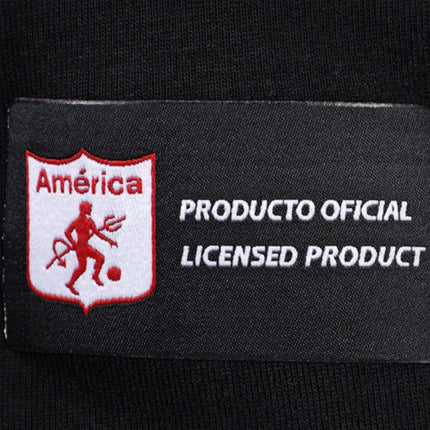 América
PRODUCTO OFICIAL
LICENSED PRODUCT